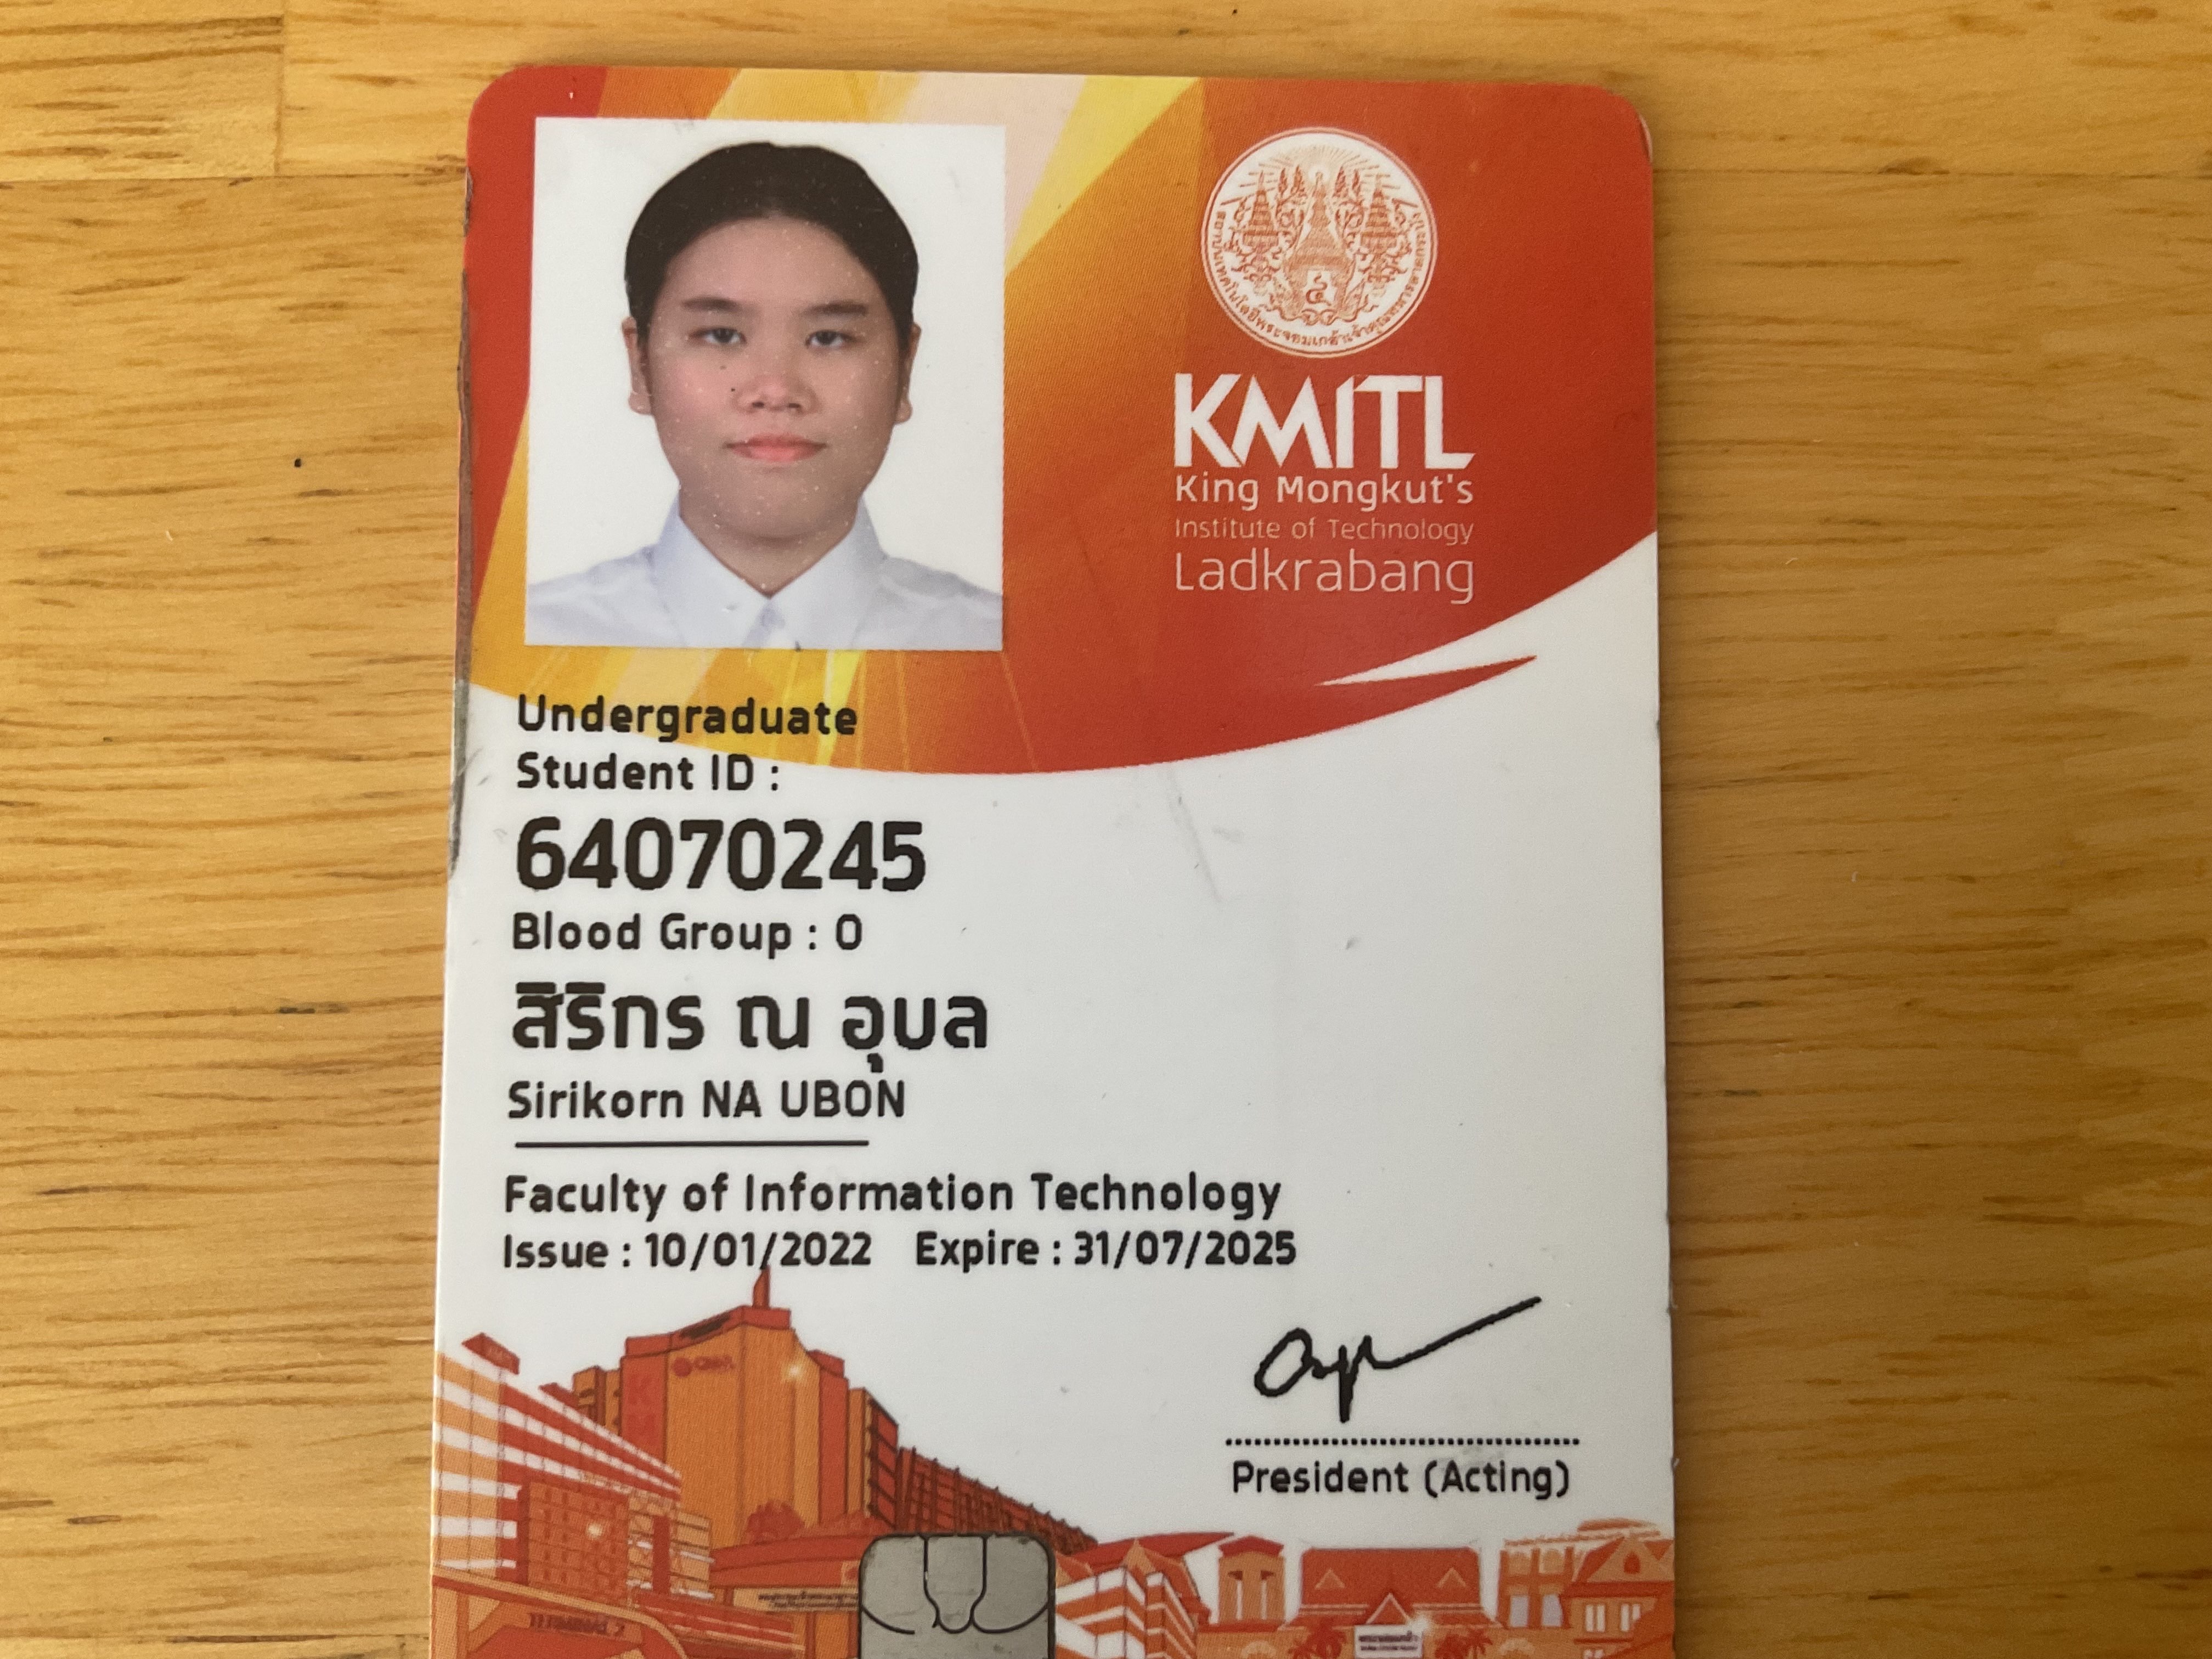 KMITL
King Mongkut's
Institute of Technology
Ladkrabang
Undergraduate
Student ID :
64070245
Blood Group : O
สิริกร ณ อุบล
Sirikorn NA UBON
Faculty of Information Technology
Issue : 10/01/2022 Expire : 31/07/2025
President (Acting)